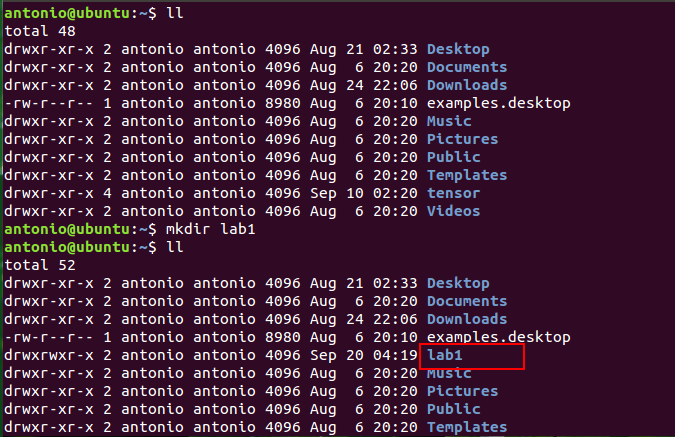 antonio@ubuntu:~$ ll
total 48
drwxr-xr-x 2 antonio antonio 4096 Aug 21 02:33 Desktop
drwxr-xr-x 2 antonio antonio 4096 Aug  6 20:20 Documents
drwxr-xr-x 2 antonio antonio 4096 Aug 24 22:06 Downloads
-rw-r--r-- 1 antonio antonio 8980 Aug  6 20:10 examples.desktop
drwxr-xr-x 2 antonio antonio 4096 Aug  6 20:20 Music
drwxr-xr-x 2 antonio antonio 4096 Aug  6 20:20 Pictures
drwxr-xr-x 2 antonio antonio 4096 Aug  6 20:20 Public
drwxr-xr-x 2 antonio antonio 4096 Aug  6 20:20 Templates
drwxr-xr-x 4 antonio antonio 4096 Sep 10 02:20 tensor
drwxr-xr-x 2 antonio antonio 4096 Aug  6 20:20 Videos
antonio@ubuntu:~$ mkdir lab1
antonio@ubuntu:~$ ll
total 52
drwxr-xr-x 2 antonio antonio 4096 Aug 21 02:33 Desktop
drwxr-xr-x 2 antonio antonio 4096 Aug  6 20:20 Documents
drwxr-xr-x 2 antonio antonio 4096 Aug 24 22:06 Downloads
-rw-r--r-- 1 antonio antonio 8980 Aug  6 20:10 examples.desktop
drwxrwxr-x 2 antonio antonio 4096 Sep 20 04:19 lab1
drwxr-xr-x 2 antonio antonio 4096 Aug  6 20:20 Music
drwxr-xr-x 2 antonio antonio 4096 Aug  6 20:20 Pictures
drwxr-xr-x 2 antonio antonio 4096 Aug  6 20:20 Public
drwxr-xr-x 2 antonio antonio 4096 Aug  6 20:20 Templates